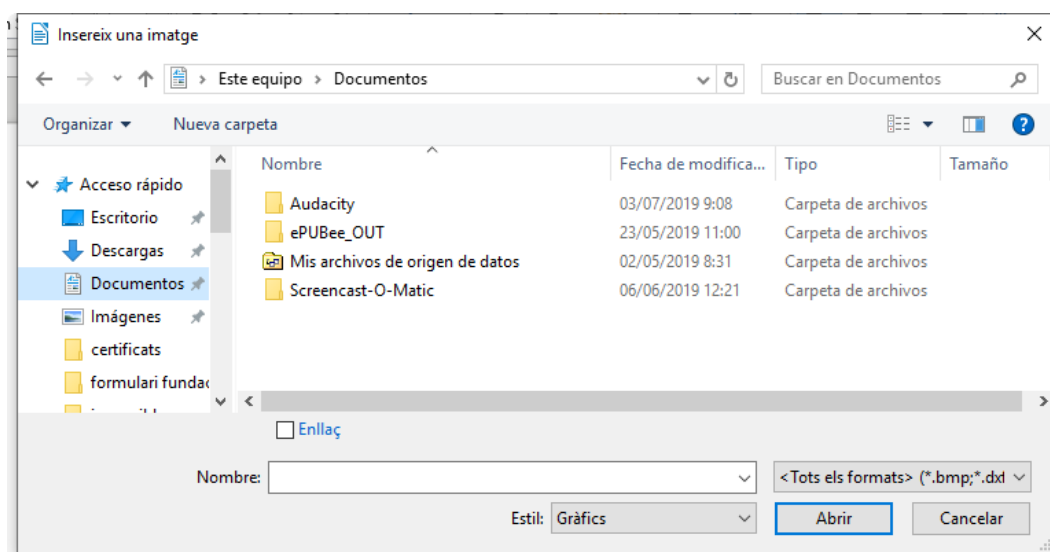 Insereix una imatge
Este equipo > Documentos
Buscar en Documentos
Organizar
Nueva carpeta
?
Nombre Fecha de modifica... Tipo Tamaño
Acceso rápido
Escritorio
Descargas
Documentos
Imágenes
certificats
formulari fundac
Audacity 03/07/2019 9:08 Carpeta de archivos
ePUBee_OUT 23/05/2019 11:00 Carpeta de archivos
Mis archivos de origen de datos 02/05/2019 8:31 Carpeta de archivos
Screencast-O-Matic 06/06/2019 12:21 Carpeta de archivos
Enllaç
Nombre:
<Tots els formats> (*.bmp;*.dxf
Estil: Gràfics
Abrir
Cancelar